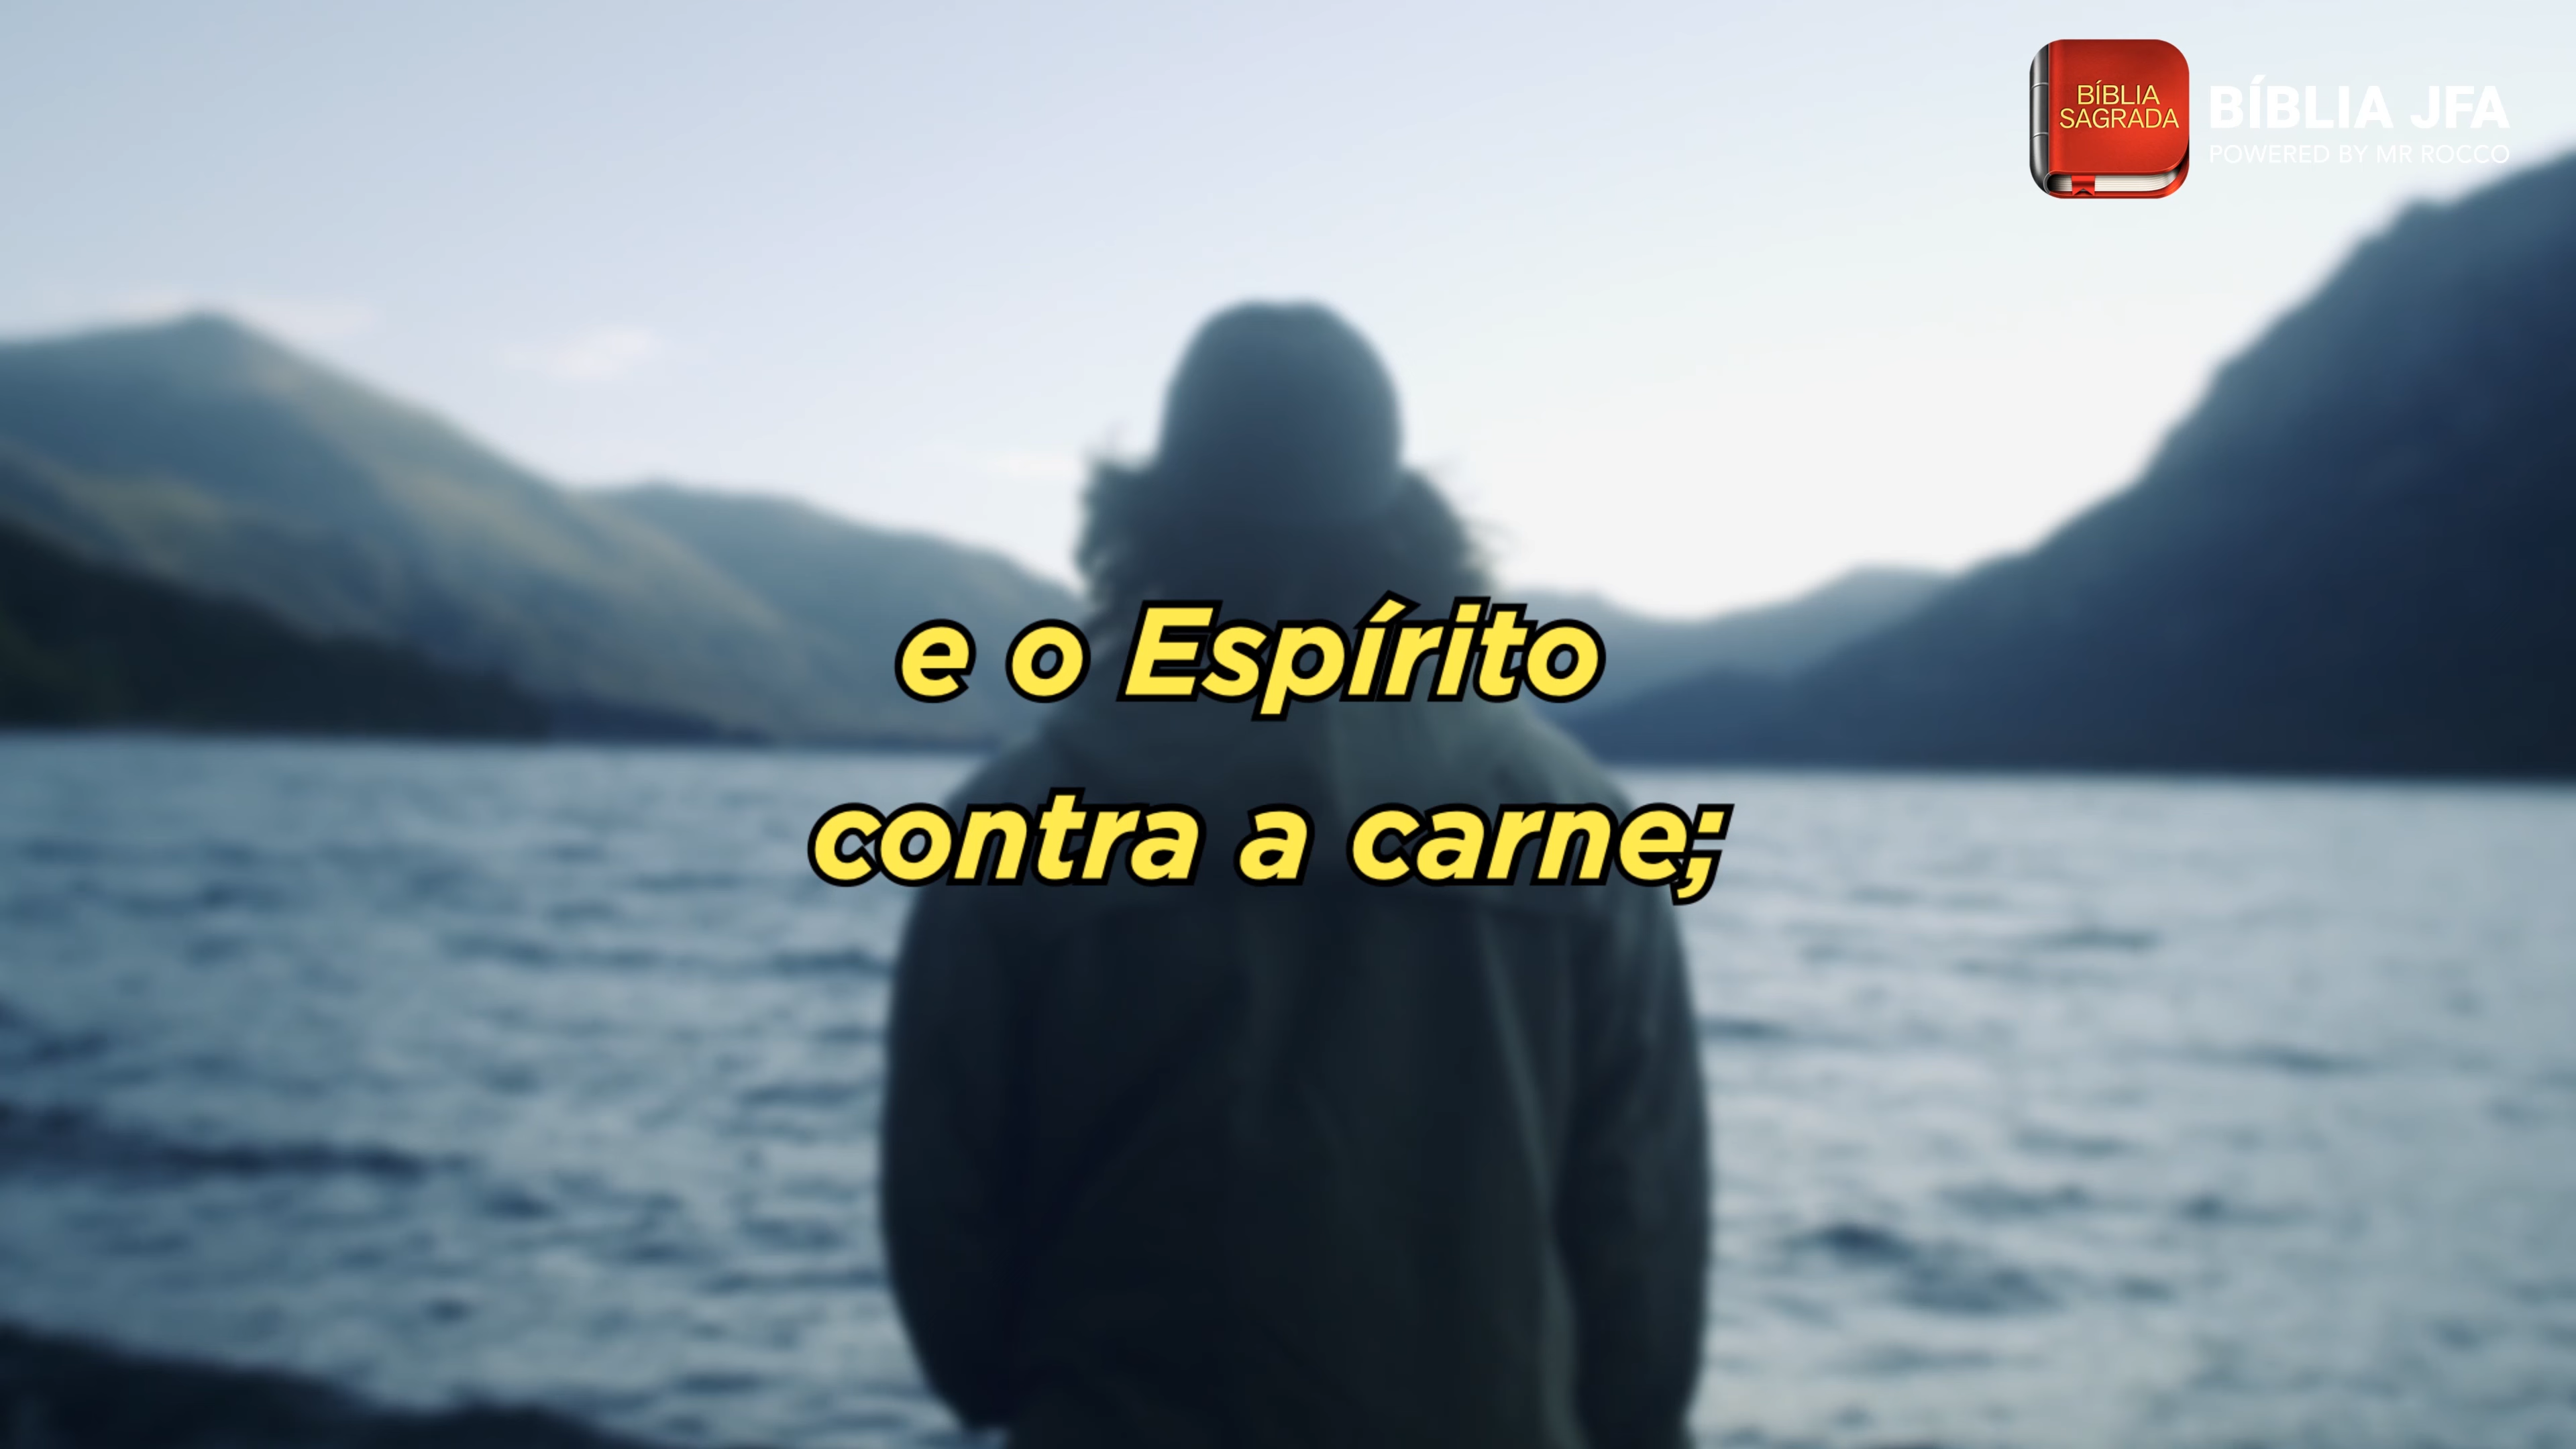 BÍBLIA
SAGRADA
BÍBLIA JFA
POWERED BY MR ROCCO
e o Espírito
contra a carne;